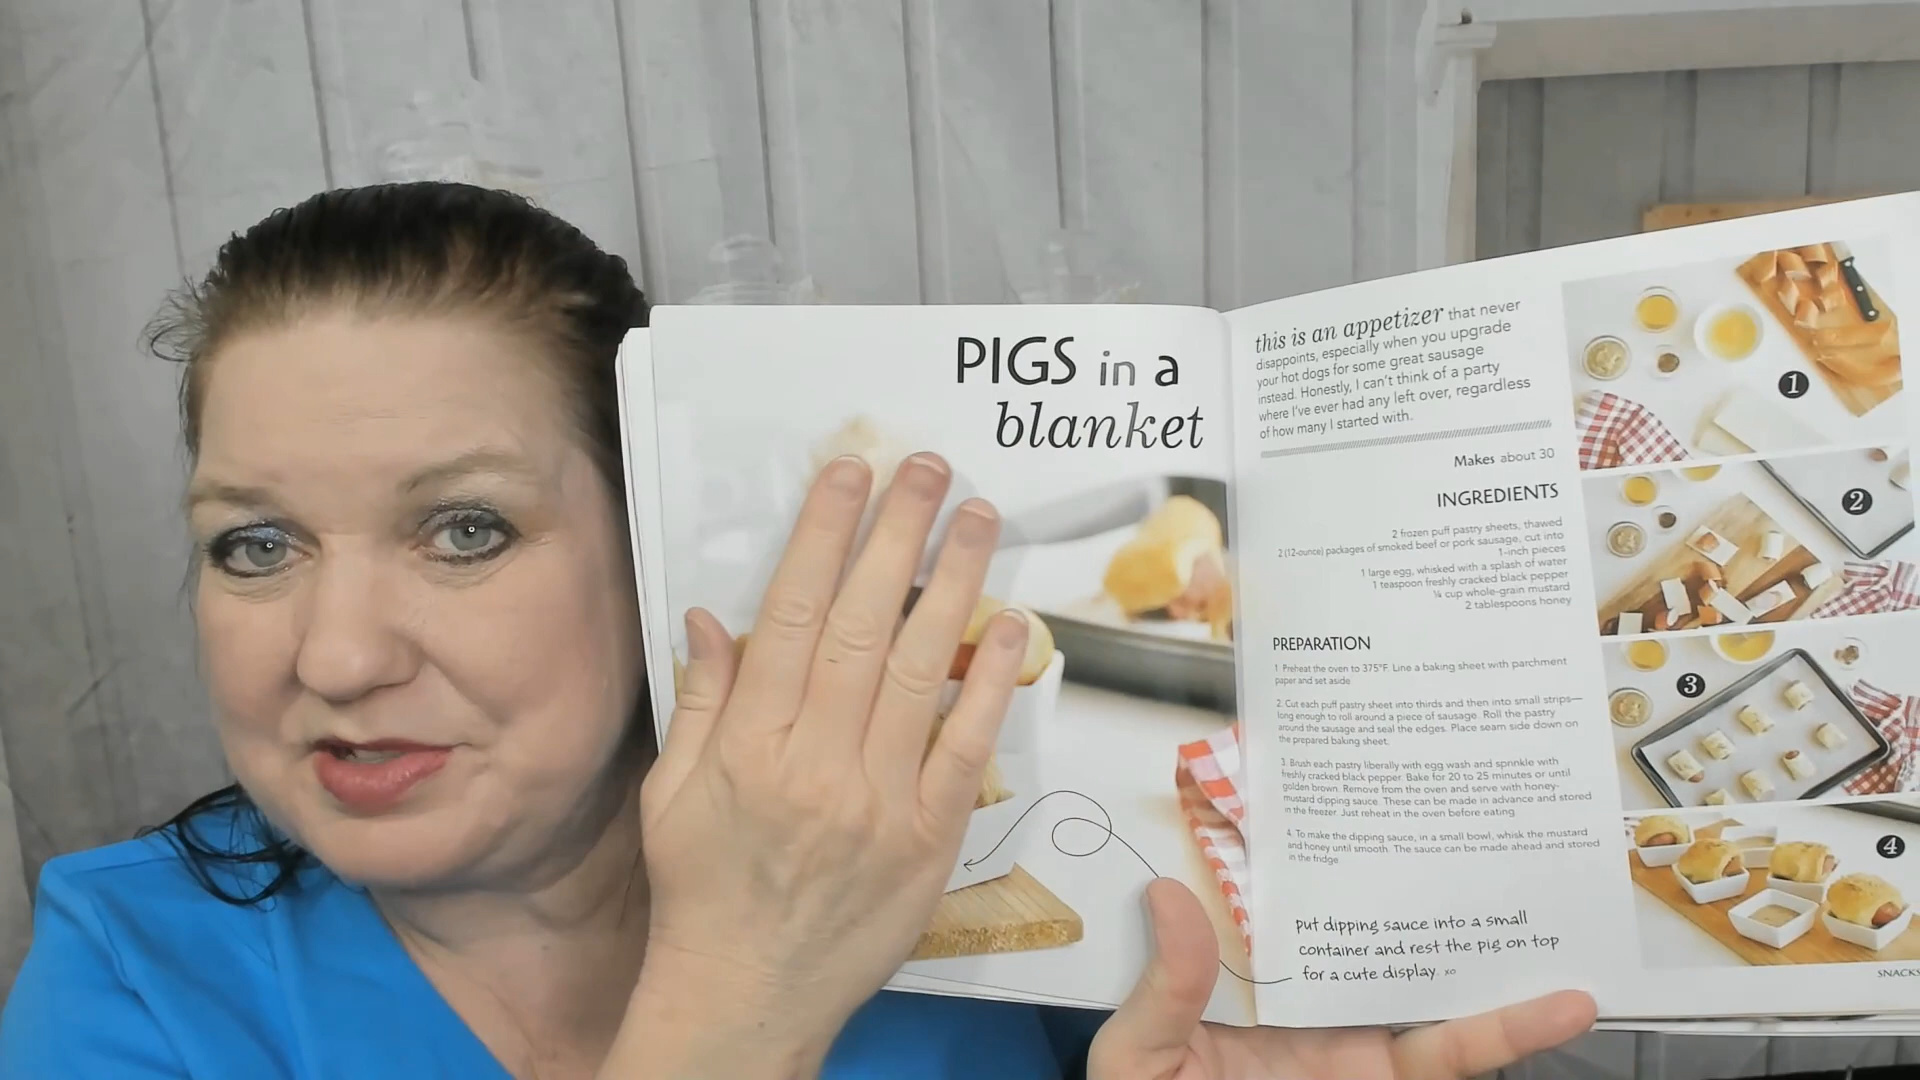 PIGS in a
blanket
this is an appetizer that never
disappoints, especially when you upgrade
your hot dogs for some great sausage
instead. Honestly, I can't think of a party
where I've ever had any left over, regardless
of how many I started with.
Makes about 30
INGREDIENTS
2 frozen puff pastry sheets, thawed
2 (12-ounce) packages of smoked beef or pork sausage, cut into
1-inch pieces
1 large egg, whisked with a splash of water
1 teaspoon freshly cracked black pepper
¼ cup whole-grain mustard
2 tablespoons honey
PREPARATION
1. Preheat the oven to 375°F. Line a baking sheet with parchment
paper and set aside.
2. Cut each puff pastry sheet into thirds and then into small strips—
long enough to roll around a piece of sausage. Roll the pastry
around the sausage and seal the edges. Place seam side down on
the prepared baking sheet.
3. Brush each pastry liberally with egg wash and sprinkle with
freshly cracked black pepper. Bake for 20 to 25 minutes or until
golden brown. Remove from the oven and serve with honey-
mustard dipping sauce. These can be made in advance and stored
in the freezer. Just reheat in the oven before eating.
4. To make the dipping sauce, in a small bowl, whisk the mustard
and honey until smooth. The sauce can be made ahead and stored
in the fridge.
put dipping sauce into a small
container and rest the pig on top
for a cute display. xo
1
2
3
4
SNACKS